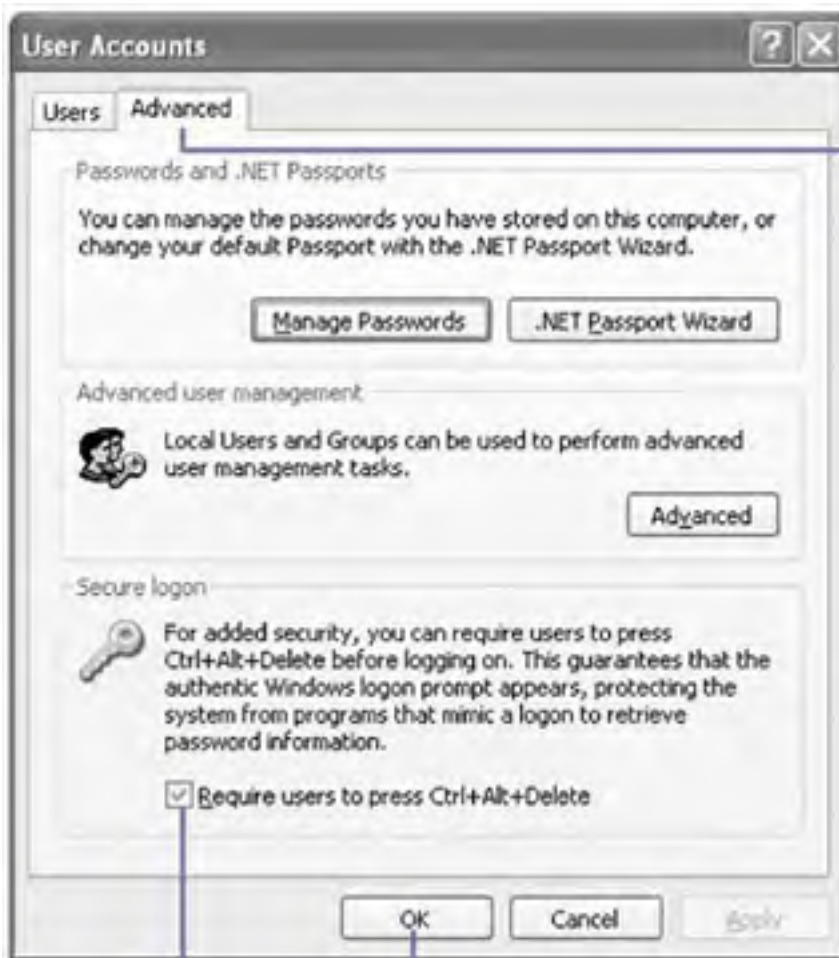 User Accounts
Users
Advanced
Passwords and .NET Passports
You can manage the passwords you have stored on this computer, or
change your default Passport with the .NET Passport Wizard.
Manage Passwords
.NET Passport Wizard
Advanced user management
Local Users and Groups can be used to perform advanced
user management tasks.
Advanced
Secure logon
For added security, you can require users to press
Ctrl+Alt+Delete before logging on. This guarantees that the
authentic Windows logon prompt appears, protecting the
system from programs that mimic a logon to retrieve
password information.
Require users to press Ctrl+Alt+Delete
OK
Cancel
Apply